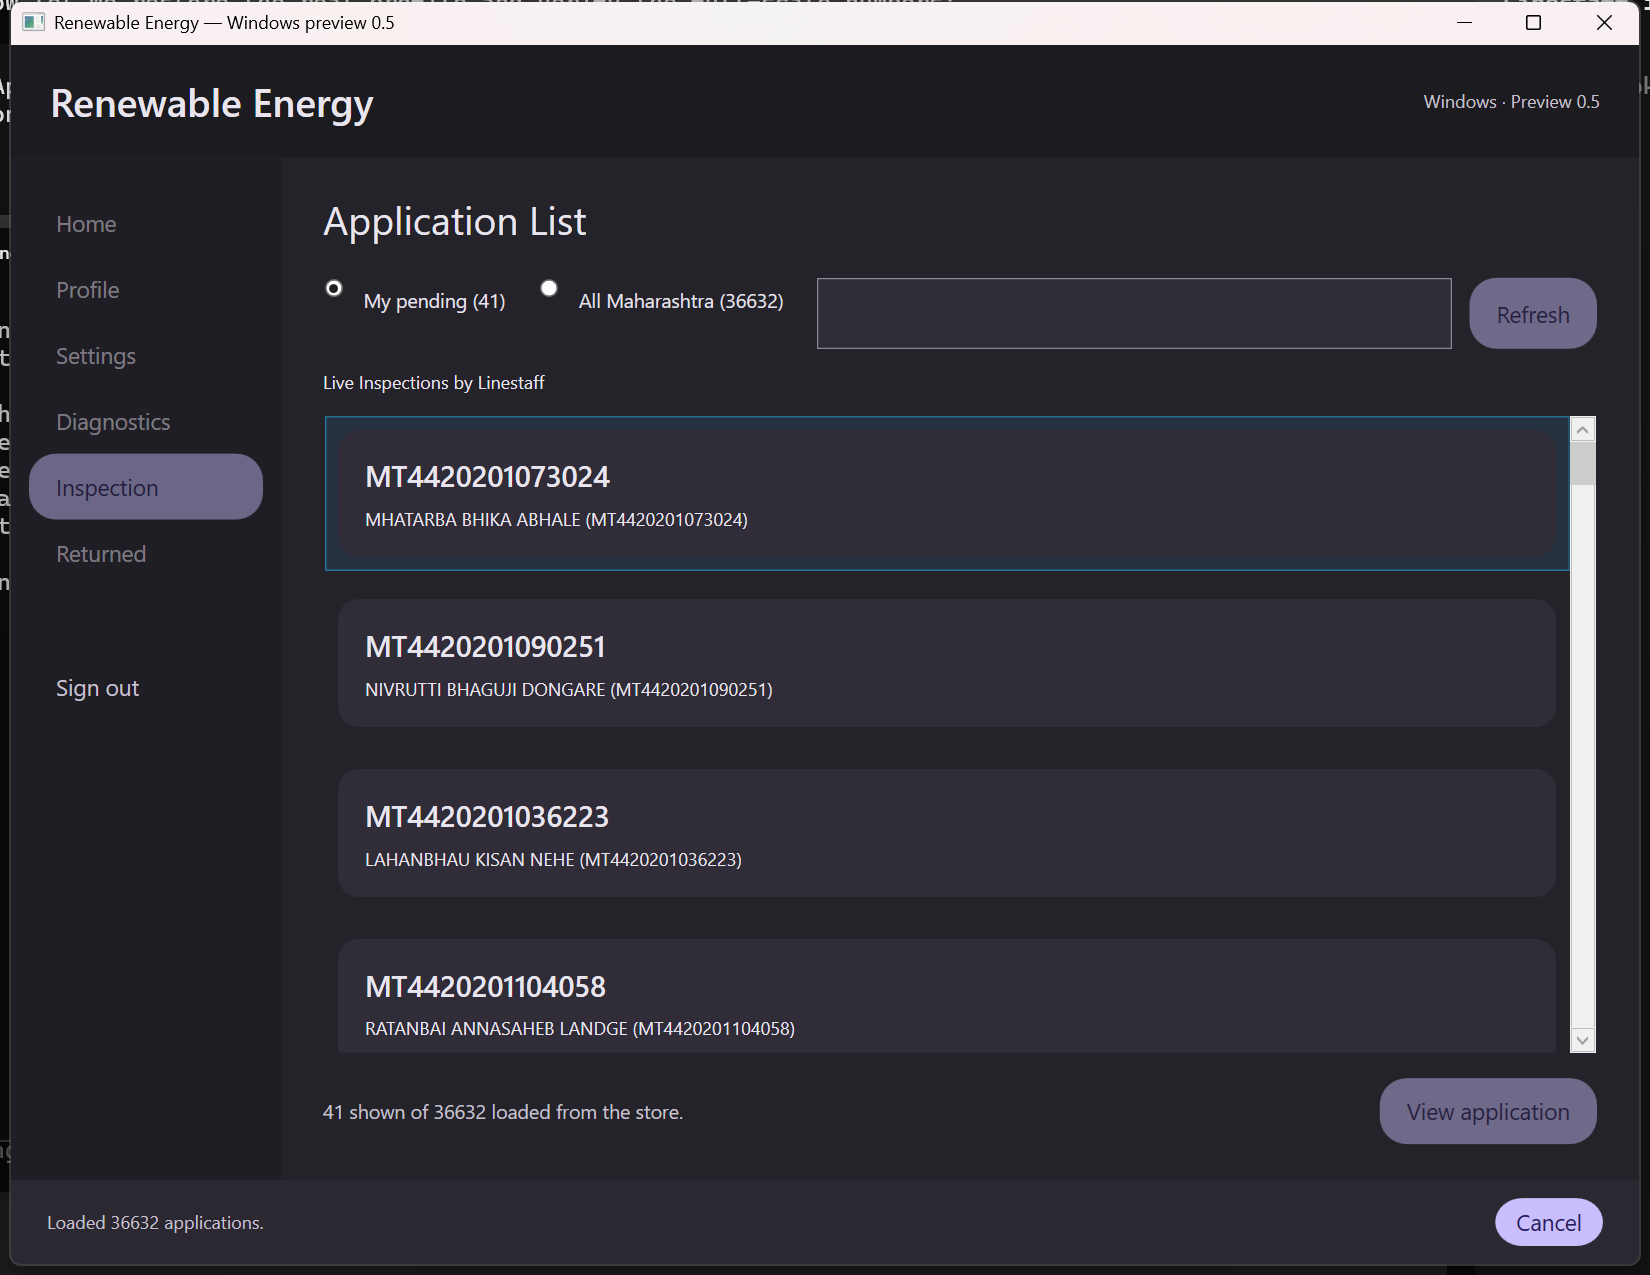 Renewable Energy — Windows preview 0.5
Renewable Energy
Windows · Preview 0.5
Home
Profile
Settings
Diagnostics
Inspection
Returned
Sign out
Application List
My pending (41)
All Maharashtra (36632)
Refresh
Live Inspections by Linestaff
MT4420201073024
MHATARBA BHIKA ABHALE (MT4420201073024)
MT4420201090251
NIVRUTTI BHAGUJI DONGARE (MT4420201090251)
MT4420201036223
LAHANBHAU KISAN NEHE (MT4420201036223)
MT4420201104058
RATANBAI ANNASAHEB LANDGE (MT4420201104058)
41 shown of 36632 loaded from the store.
View application
Loaded 36632 applications.
Cancel